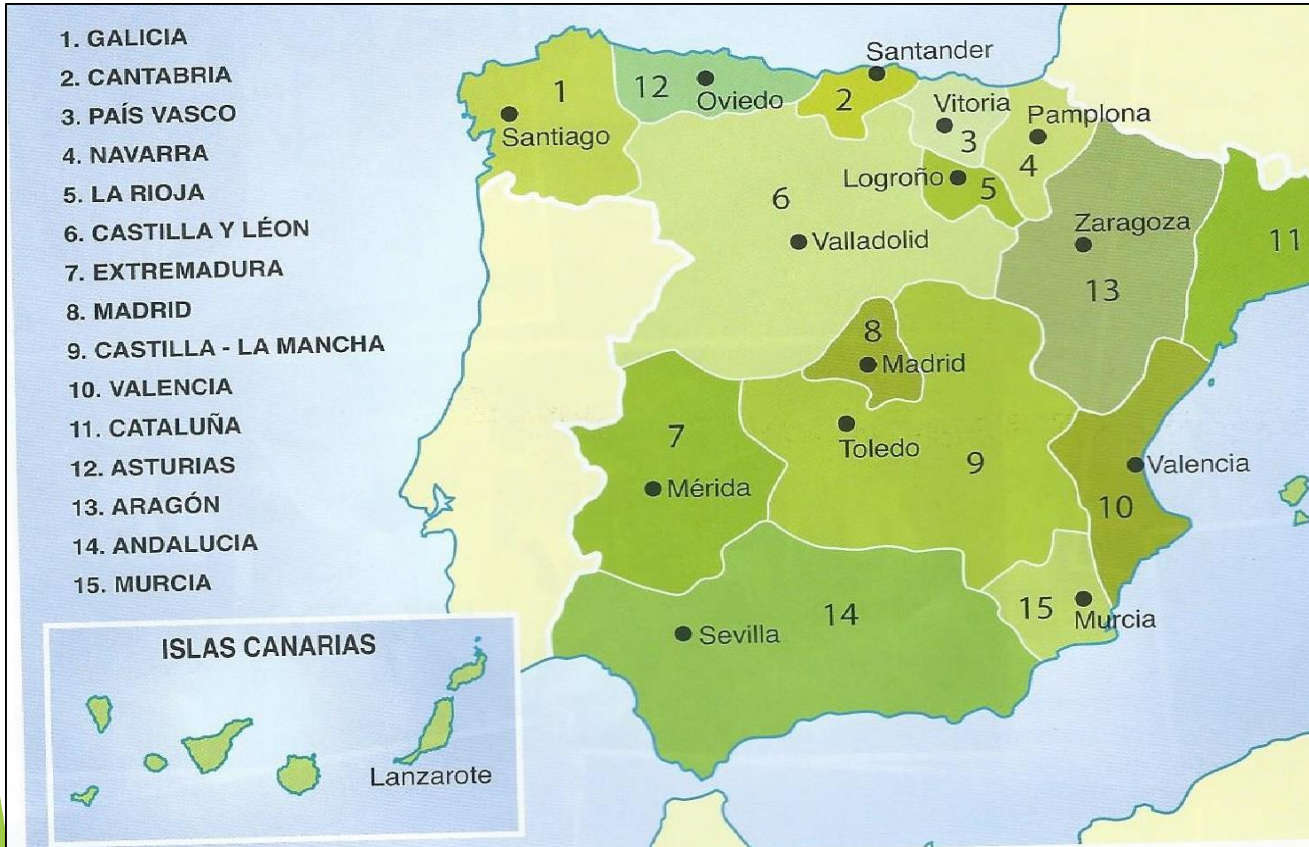 1. GALICIA
2. CANTABRIA
3. PAÍS VASCO
4. NAVARRA
5. LA RIOJA
6. CASTILLA Y LÉON
7. EXTREMADURA
8. MADRID
9. CASTILLA - LA MANCHA
10. VALENCIA
11. CATALUÑA
12. ASTURIAS
13. ARAGÓN
14. ANDALUCIA
15. MURCIA
ISLAS CANARIAS
Lanzarote
Santander
1
12
Oviedo
2
Vitoria
3
Pamplona
4
Santiago
Logroño
5
6
Valladolid
Zaragoza
13
11
8
Madrid
7
Mérida
Toledo
9
Valencia
10
14
Sevilla
15
Murcia